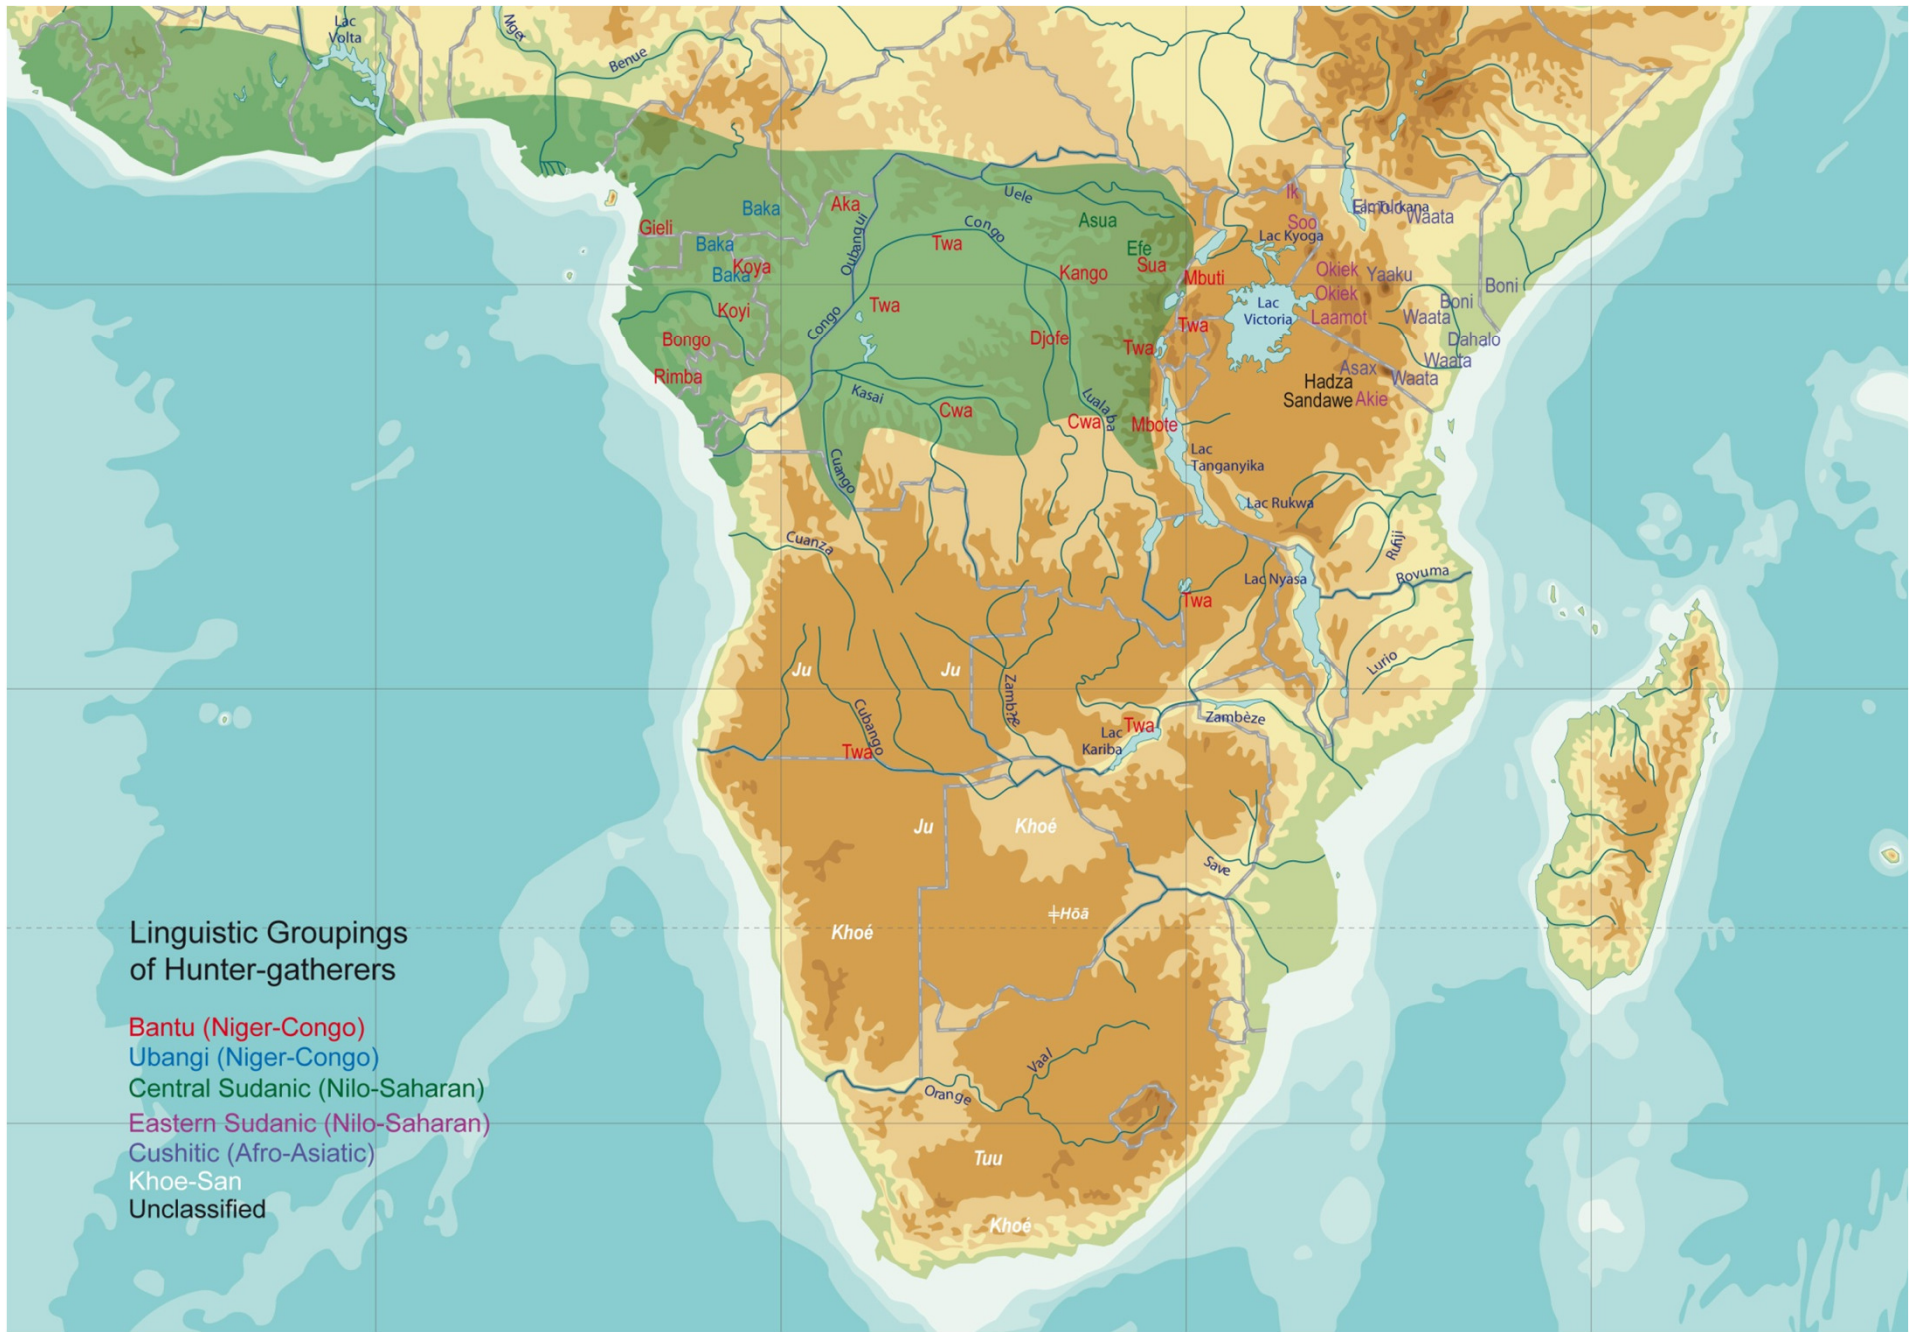 Lac
Volta
Niger
Benue
Uele
Asua
Ik
Elmolo
Lac Turkana
Waata
Baka
Aka
Gieli
Oubangui
Congo
Twa
Efe
Soo
Lac Kyoga
Baka
Koya
Baka
Kango
Sua
Mbuti
Okiek
Yaaku
Boni
Okiek
Boni
Koyi
Twa
Congo
Lac
Victoria
Laamot
Waata
Bongo
Djofe
Twa
Twa
Dahalo
Waata
Rimba
Asax
Waata
Hadza
Sandawe
Akie
Kasai
Cwa
Lualaba
Cwa
Mbote
Cuango
Lac
Tanganyika
Lac Rukwa
Cuanza
Rufiji
Lac Nyasa
Rovuma
Twa
Ju
Ju
Zambèze
Lurio
Cubango
Twa
Twa
Lac
Kariba
Zambèze
Ju
Khoé
Save
ǂHõã
Khoé
Linguistic Groupings
of Hunter-gatherers
Bantu (Niger-Congo)
Ubangi (Niger-Congo)
Central Sudanic (Nilo-Saharan)
Eastern Sudanic (Nilo-Saharan)
Cushitic (Afro-Asiatic)
Khoe-San
Unclassified
Vaal
Orange
Tuu
Khoé